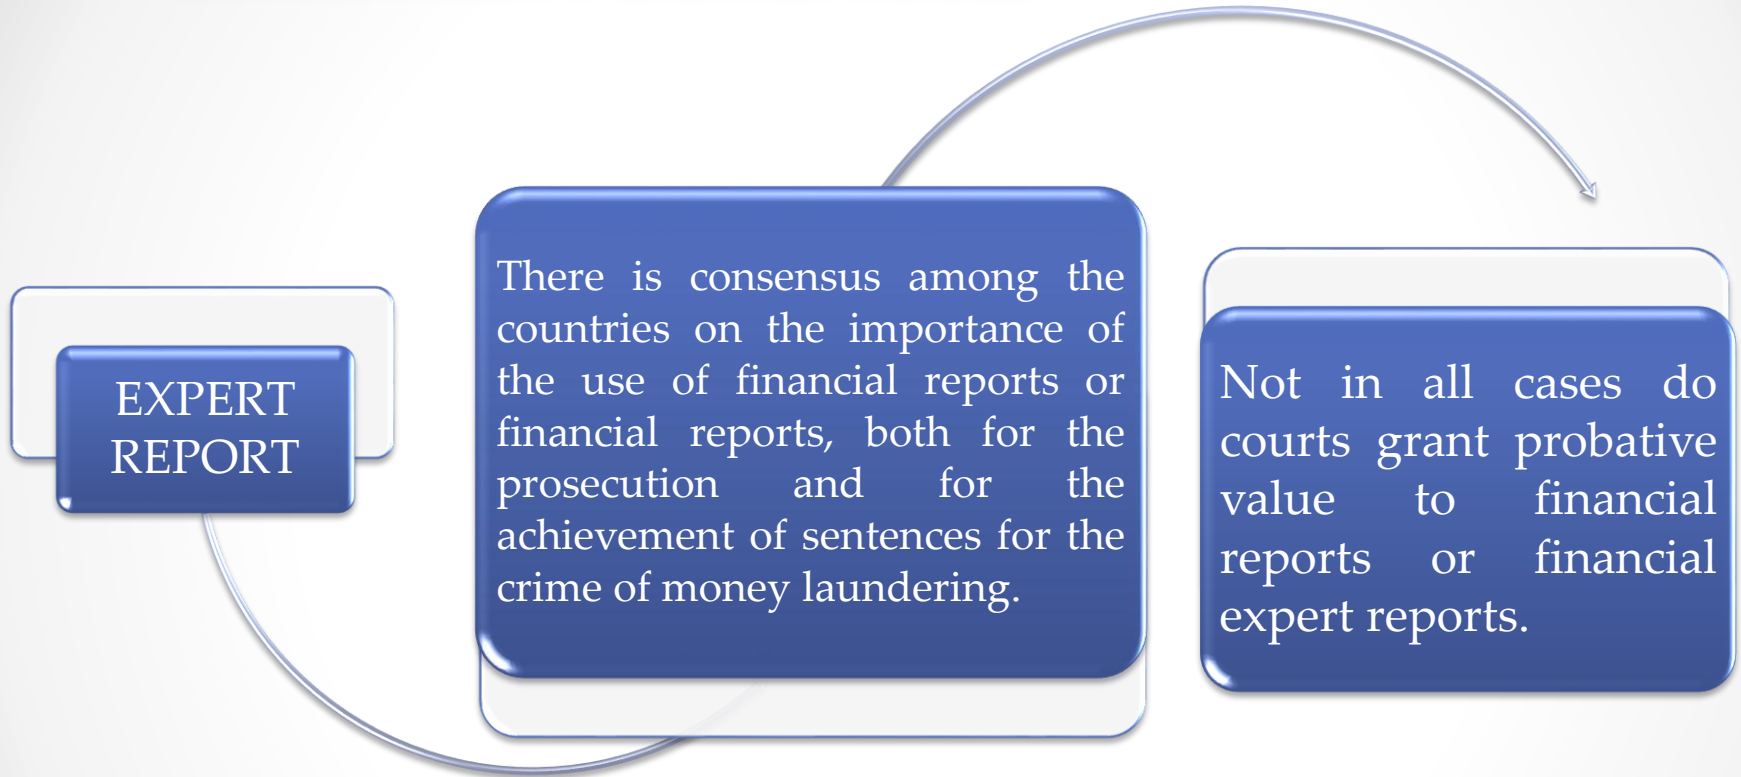 EXPERT
REPORT
There is consensus among the
countries on the importance of
the use of financial reports or
financial reports, both for the
prosecution and for the
achievement of sentences for the
crime of money laundering.
Not in all cases do
courts grant probative
value to financial
reports or financial
expert reports.